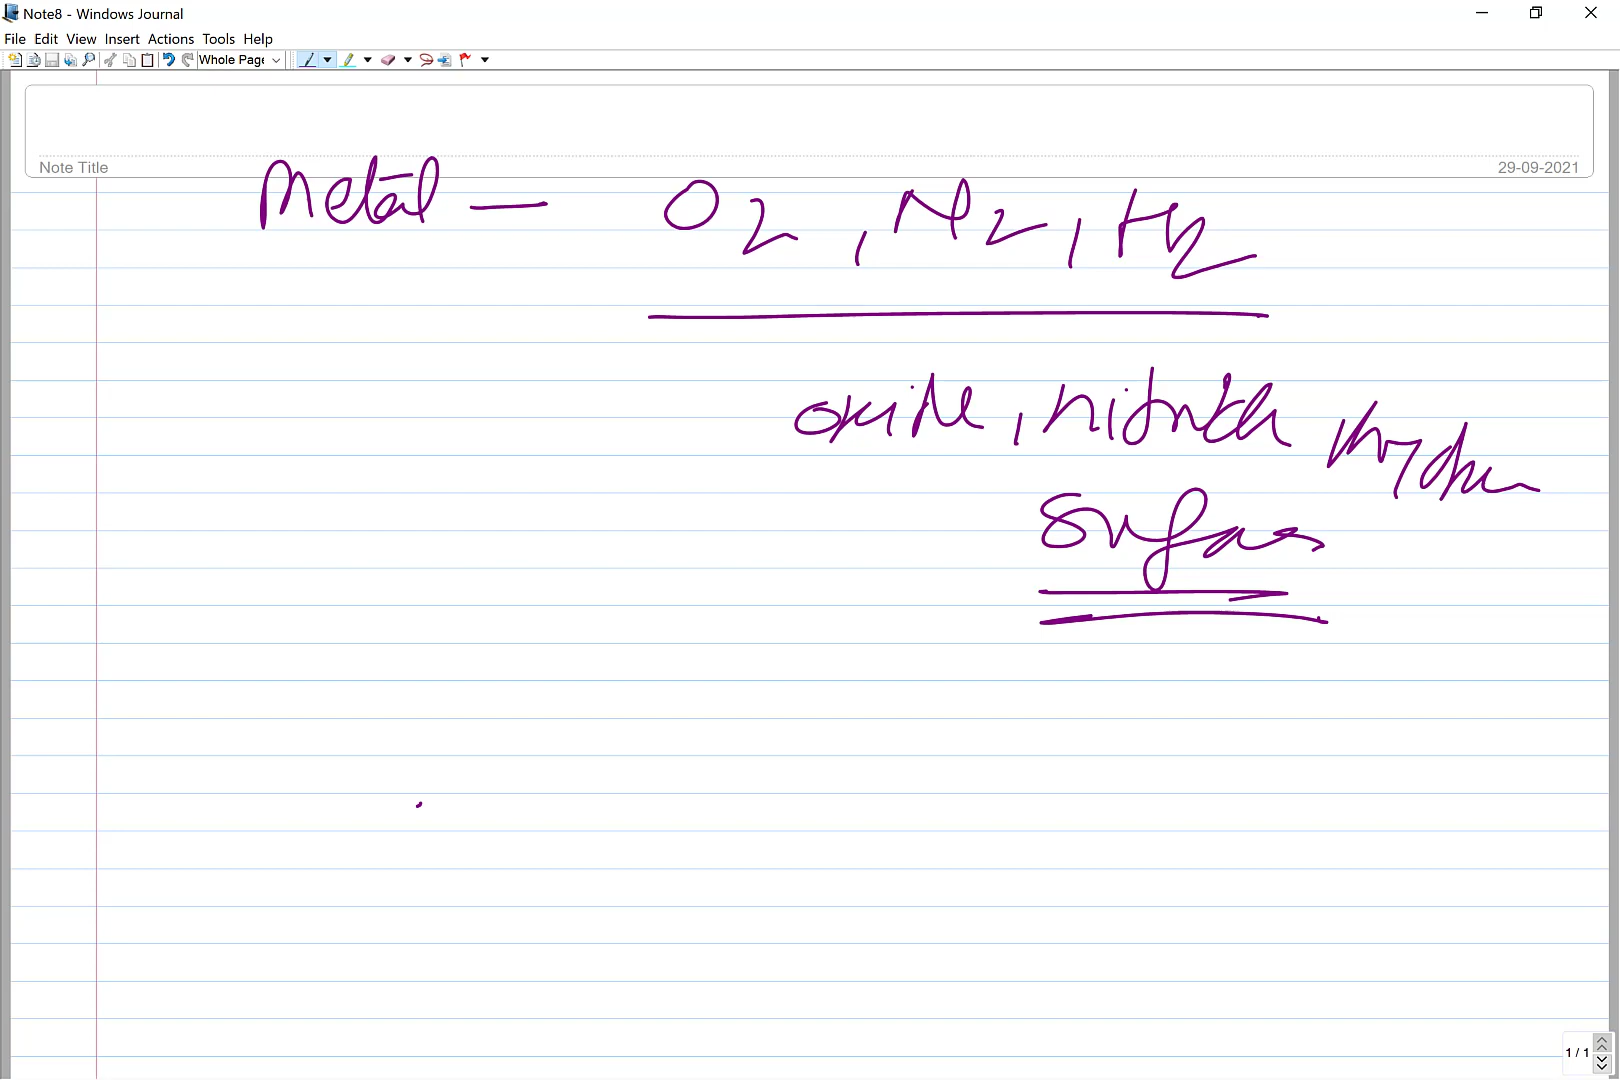 Note8 - Windows Journal
File Edit View Insert Actions Tools Help
Whole Page
Note Title
29-09-2021
Metal — O2, N2, H2
oxide, nitride
Surface
1 / 1